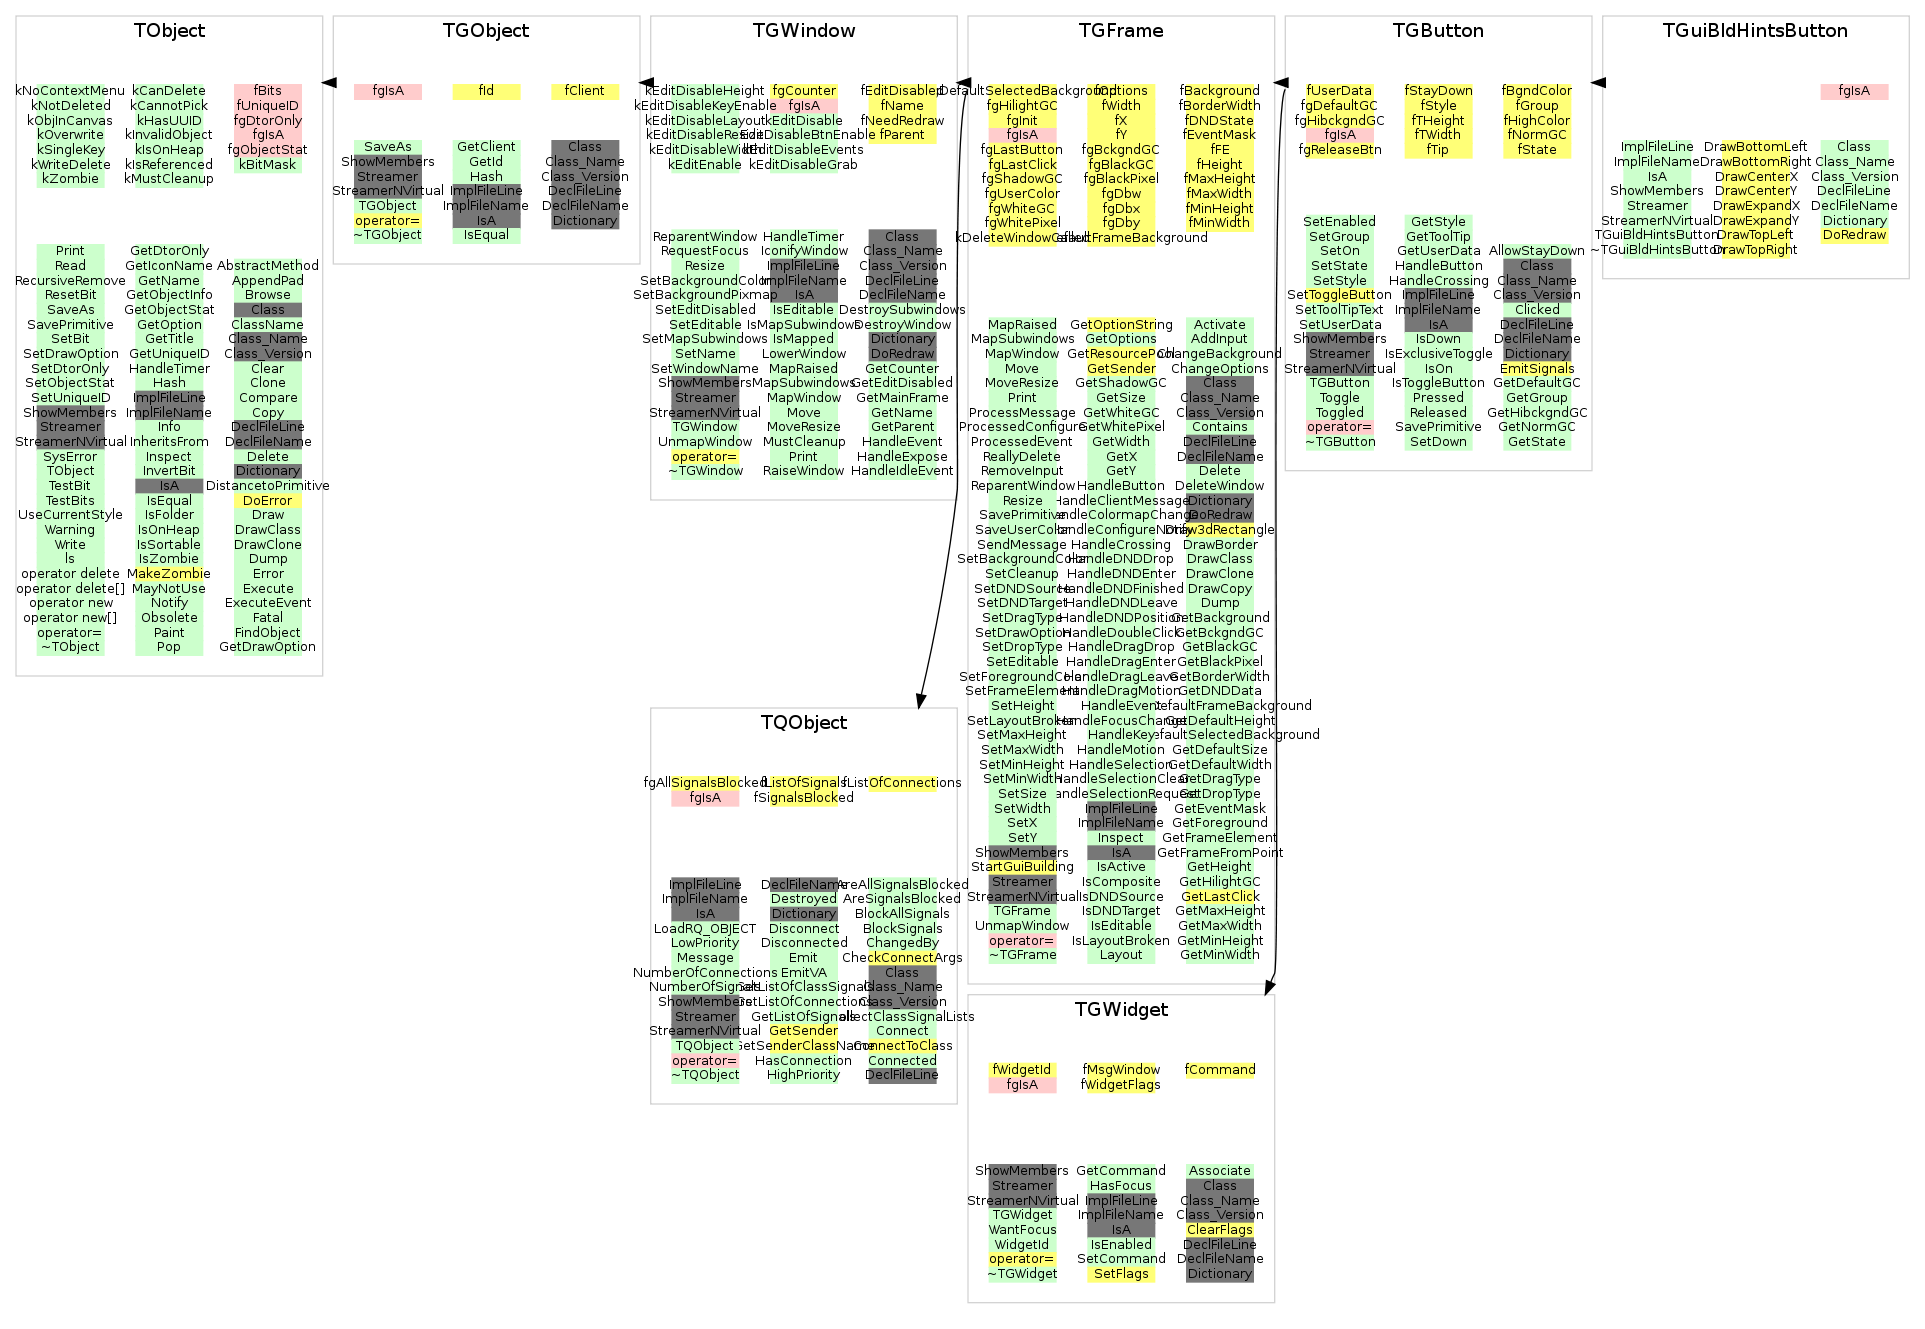 TObject
kNoContextMenu
kNotDeleted
kObjInCanvas
kOverwrite
kSingleKey
kWriteDelete
kZombie
kCanDelete
kCannotPick
kHasUUID
kInvalidObject
kIsOnHeap
kIsReferenced
kMustCleanup
fBits
fUniqueID
fgDtorOnly
fgIsA
fgObjectStat
kBitMask
Print
Read
RecursiveRemove
ResetBit
SaveAs
SavePrimitive
SetBit
SetDrawOption
SetDtorOnly
SetObjectStat
SetUniqueID
ShowMembers
Streamer
StreamerNVirtual
SysError
TObject
TestBit
TestBits
UseCurrentStyle
Warning
Write
ls
operator delete
operator delete[]
operator new
operator new[]
operator=
~TObject
GetDtorOnly
GetIconName
GetName
GetObjectInfo
GetObjectStat
GetOption
GetTitle
GetUniqueID
HandleTimer
Hash
ImplFileLine
ImplFileName
Info
InheritsFrom
Inspect
InvertBit
IsA
IsEqual
IsFolder
IsOnHeap
IsSortable
IsZombie
MakeZombie
MayNotUse
Notify
Obsolete
Paint
Pop
AbstractMethod
AppendPad
Browse
Class
ClassName
Class_Name
Class_Version
Clear
Clone
Compare
Copy
DeclFileLine
DeclFileName
Delete
Dictionary
DistancetoPrimitive
DoError
Draw
DrawClass
DrawClone
Dump
Error
Execute
ExecuteEvent
Fatal
FindObject
GetDrawOption
TGObject
fgIsA
fId
fClient
SaveAs
ShowMembers
Streamer
StreamerNVirtual
TGObject
operator=
~TGObject
GetClient
GetId
Hash
ImplFileLine
ImplFileName
IsA
IsEqual
Class
Class_Name
Class_Version
DeclFileLine
DeclFileName
Dictionary
TGWindow
kEditDisableHeight
kEditDisableKeyEnable
kEditDisableLayout
kEditDisableResize
kEditDisableWidth
kEditEnable
fgCounter
fgIsA
kEditDisable
kEditDisableBtnEnable
kEditDisableEvents
kEditDisableGrab
fEditDisabled
fName
fNeedRedraw
fParent
ReparentWindow
RequestFocus
Resize
SetBackgroundColor
SetBackgroundPixmap
SetEditDisabled
SetEditable
SetMapSubwindows
SetName
SetWindowName
ShowMembers
Streamer
StreamerNVirtual
TGWindow
UnmapWindow
operator=
~TGWindow
HandleTimer
IconifyWindow
ImplFileLine
ImplFileName
IsA
IsEditable
IsMapSubwindows
IsMapped
LowerWindow
MapRaised
MapSubwindows
MapWindow
Move
MoveResize
MustCleanup
Print
RaiseWindow
Class
Class_Name
Class_Version
DeclFileLine
DeclFileName
DestroySubwindows
DestroyWindow
Dictionary
DoRedraw
GetCounter
GetEditDisabled
GetMainFrame
GetName
GetParent
HandleEvent
HandleExpose
HandleIdleEvent
TGFrame
fgHilightGC
fgInit
fgIsA
fgLastButton
fgLastClick
fgShadowGC
fgUserColor
fgWhiteGC
fgWhitePixel
fOptions
fWidth
fX
fY
fgBckgndGC
fgBlackGC
fgBlackPixel
fgDbw
fgDbx
fgDby
fBackground
fBorderWidth
fDNDState
fEventMask
fFE
fHeight
fMaxHeight
fMaxWidth
fMinHeight
fMinWidth
MapRaised
MapSubwindows
MapWindow
Move
MoveResize
Print
ProcessMessage
ProcessedConfigure
ProcessedEvent
ReallyDelete
RemoveInput
ReparentWindow
Resize
SavePrimitive
SaveUserColor
SendMessage
SetBackgroundColor
SetCleanup
SetDNDSource
SetDNDTarget
SetDragType
SetDrawOption
SetDropType
SetEditable
SetForegroundColor
SetFrameElement
SetHeight
SetLayoutBroken
SetMaxHeight
SetMaxWidth
SetMinHeight
SetMinWidth
SetSize
SetWidth
SetX
SetY
ShowMembers
StartGuiBuilding
Streamer
StreamerNVirtual
TGFrame
UnmapWindow
operator=
~TGFrame
GetOptionString
GetOptions
GetResourcePool
GetSender
GetShadowGC
GetSize
GetWhiteGC
GetWhitePixel
GetWidth
GetX
GetY
HandleButton
HandleClientMessage
HandleColormapChange
HandleConfigureNotify
HandleCrossing
HandleDNDDrop
HandleDNDEnter
HandleDNDFinished
HandleDNDLeave
HandleDNDPosition
HandleDoubleClick
HandleDragDrop
HandleDragEnter
HandleDragLeave
HandleDragMotion
HandleEvent
HandleFocusChange
HandleKey
HandleMotion
HandleSelection
HandleSelectionClear
HandleSelectionRequest
ImplFileLine
ImplFileName
Inspect
IsA
IsActive
IsComposite
IsDNDSource
IsDNDTarget
IsEditable
IsLayoutBroken
Layout
Activate
AddInput
ChangeBackground
ChangeOptions
Class
Class_Name
Class_Version
Contains
DeclFileLine
DeclFileName
Delete
DeleteWindow
Dictionary
DoRedraw
Draw3dRectangle
DrawBorder
DrawClass
DrawClone
DrawCopy
Dump
GetBackground
GetBckgndGC
GetBlackGC
GetBlackPixel
GetBorderWidth
GetDNDData
GetDefaultHeight
GetDefaultSize
GetDefaultWidth
GetDragType
GetDropType
GetEventMask
GetForeground
GetFrameElement
GetFrameFromPoint
GetHeight
GetHilightGC
GetLastClick
GetMaxHeight
GetMaxWidth
GetMinHeight
GetMinWidth
TGButton
fUserData
fgDefaultGC
fgHibckgndGC
fgIsA
fgReleaseBtn
fStayDown
fStyle
fTHeight
fTWidth
fTip
fBgndColor
fGroup
fHighColor
fNormGC
fState
SetEnabled
SetGroup
SetOn
SetState
SetStyle
SetToggleButton
SetToolTipText
SetUserData
ShowMembers
Streamer
StreamerNVirtual
TGButton
Toggle
Toggled
operator=
~TGButton
GetStyle
GetToolTip
GetUserData
HandleButton
HandleCrossing
ImplFileLine
ImplFileName
IsA
IsDown
IsExclusiveToggle
IsOn
IsToggleButton
Pressed
Released
SavePrimitive
SetDown
AllowStayDown
Class
Class_Name
Class_Version
Clicked
DeclFileLine
DeclFileName
Dictionary
EmitSignals
GetDefaultGC
GetGroup
GetHibckgndGC
GetNormGC
GetState
TGuiBldHintsButton
fgIsA
ImplFileLine
ImplFileName
IsA
ShowMembers
Streamer
StreamerNVirtual
TGuiBldHintsButton
~TGuiBldHintsButton
DrawBottomLeft
DrawBottomRight
DrawCenterX
DrawCenterY
DrawExpandX
DrawExpandY
DrawTopLeft
DrawTopRight
Class
Class_Name
Class_Version
DeclFileLine
DeclFileName
Dictionary
DoRedraw
TQObject
fgAllSignalsBlocked
fgIsA
fListOfSignals
fSignalsBlocked
fListOfConnections
ImplFileLine
ImplFileName
IsA
LoadRQ_OBJECT
LowPriority
Message
NumberOfConnections
NumberOfSignals
ShowMembers
Streamer
StreamerNVirtual
TQObject
operator=
~TQObject
DeclFileName
Destroyed
Dictionary
Disconnect
Disconnected
Emit
EmitVA
GetListOfClassSignals
GetListOfConnections
GetListOfSignals
GetSender
GetSenderClassName
HasConnection
HighPriority
AreAllSignalsBlocked
AreSignalsBlocked
BlockAllSignals
BlockSignals
ChangedBy
CheckConnectArgs
Class
Class_Name
Class_Version
Connect
ConnectToClass
Connected
DeclFileLine
TGWidget
fWidgetId
fgIsA
fMsgWindow
fWidgetFlags
fCommand
ShowMembers
Streamer
StreamerNVirtual
TGWidget
WantFocus
WidgetId
operator=
~TGWidget
GetCommand
HasFocus
ImplFileLine
ImplFileName
IsA
IsEnabled
SetCommand
SetFlags
Associate
Class
Class_Name
Class_Version
ClearFlags
DeclFileLine
DeclFileName
Dictionary